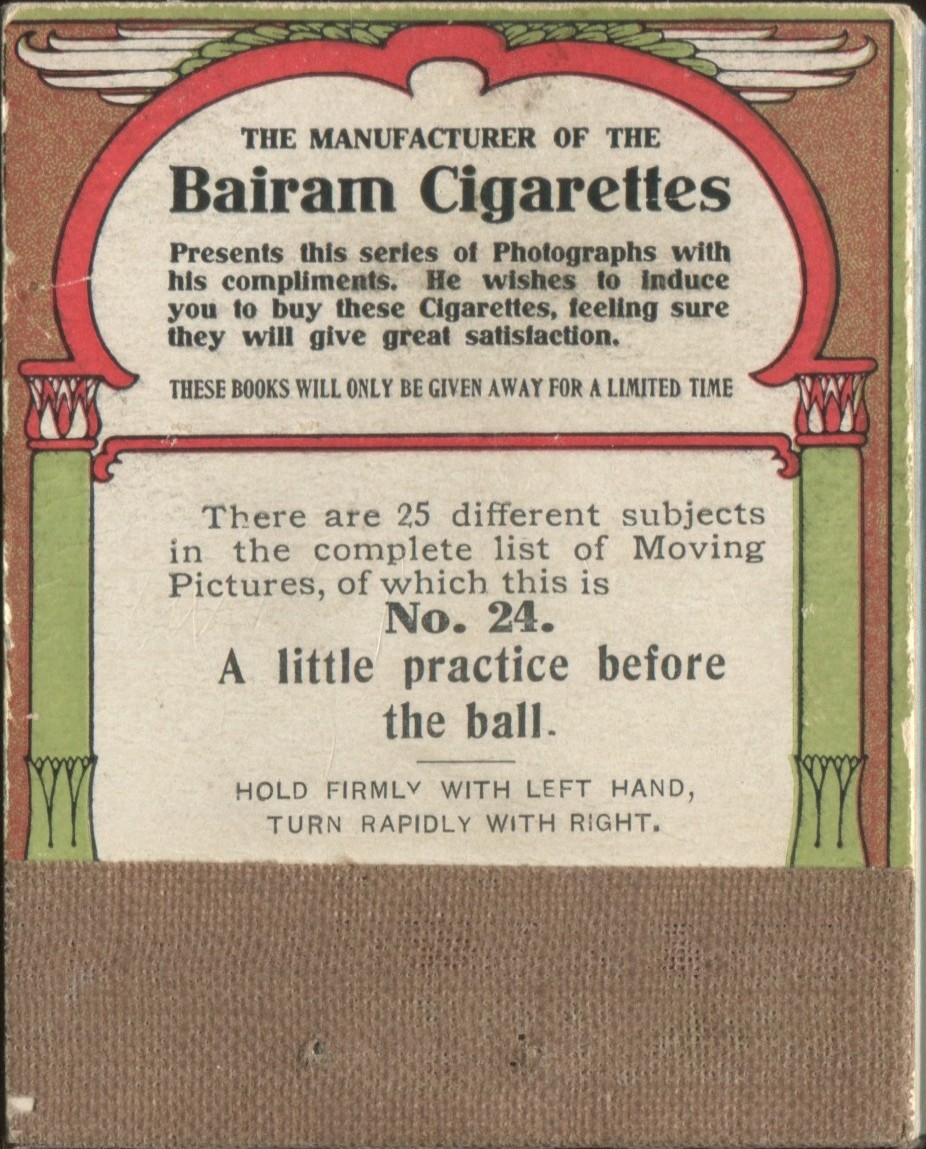 THE MANUFACTURER OF THE
Bairam Cigarettes
Presents this series of Photographs with
his compliments. He wishes to induce
you to buy these Cigarettes, feeling sure
they will give great satisfaction.
THESE BOOKS WILL ONLY BE GIVEN AWAY FOR A LIMITED TIME
There are 25 different subjects
in the complete list of Moving
Pictures, of which this is
No. 24.
A little practice before
the ball.
HOLD FIRMLY WITH LEFT HAND,
TURN RAPIDLY WITH RIGHT.